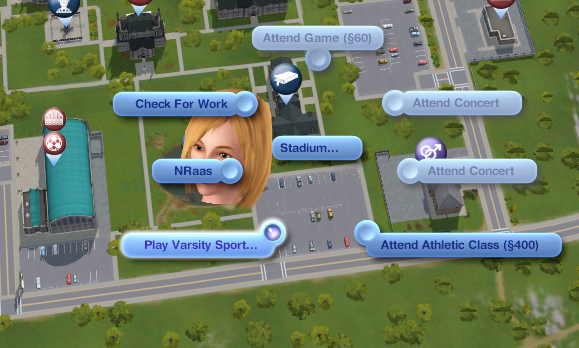 Attend Game (§60)
Check For Work
Attend Concert
Stadium...
NRaas
Attend Concert
Play Varsity Sport...
Attend Athletic Class (§400)